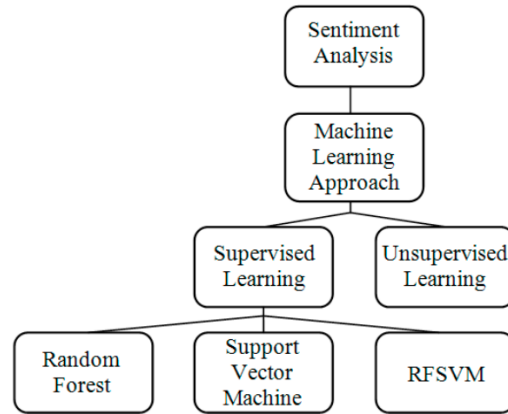 Sentiment
Analysis
Machine
Learning
Approach
Supervised
Learning
Unsupervised
Learning
Random
Forest
Support
Vector
Machine
RFSVM